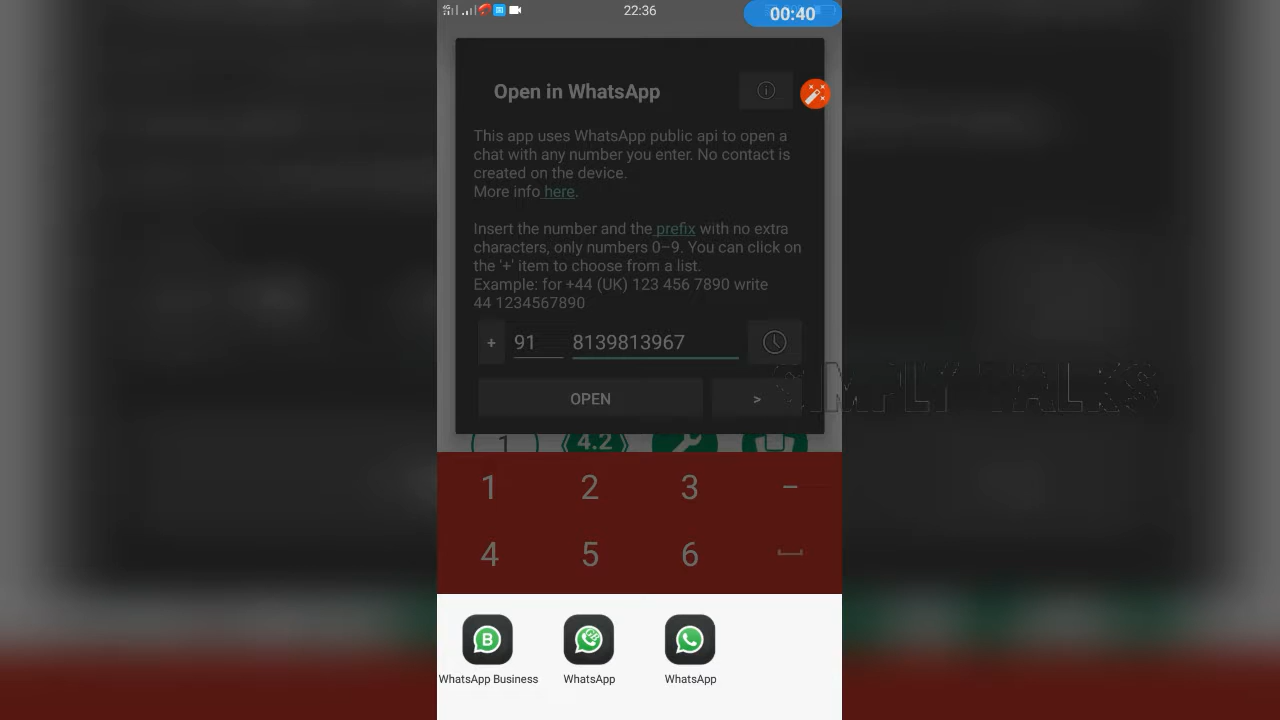 22:36
00:40
Open in WhatsApp
This app uses WhatsApp public api to open a
chat with any number you enter. No contact is
created on the device.
More info here.
Insert the number and the prefix with no extra
characters, only numbers 0–9. You can click on
the '+' item to choose from a list.
Example: for +44 (UK) 123 456 7890 write
44 1234567890
+ 91 8139813967
SIMPLY TALKS
OPEN >
1 4.2
1 2 3 –
4 5 6
WhatsApp Business WhatsApp WhatsApp